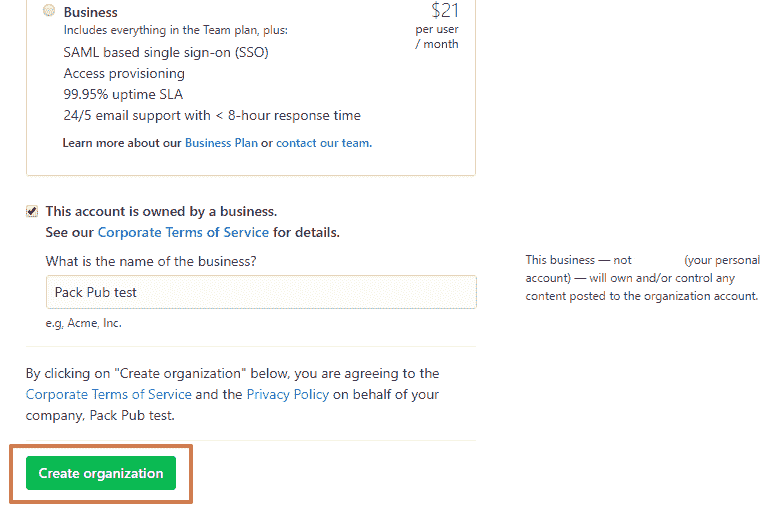 Business
$21
Includes everything in the Team plan, plus:
per user
/ month
SAML based single sign-on (SSO)
Access provisioning
99.95% uptime SLA
24/5 email support with < 8-hour response time
Learn more about our Business Plan or contact our team.
This account is owned by a business.
See our Corporate Terms of Service for details.
What is the name of the business?
Pack Pub test
e.g, Acme, Inc.
This business — not (your personal
account) — will own and/or control any
content posted to the organization account.
By clicking on "Create organization" below, you are agreeing to the
Corporate Terms of Service and the Privacy Policy on behalf of your
company, Pack Pub test.
Create organization